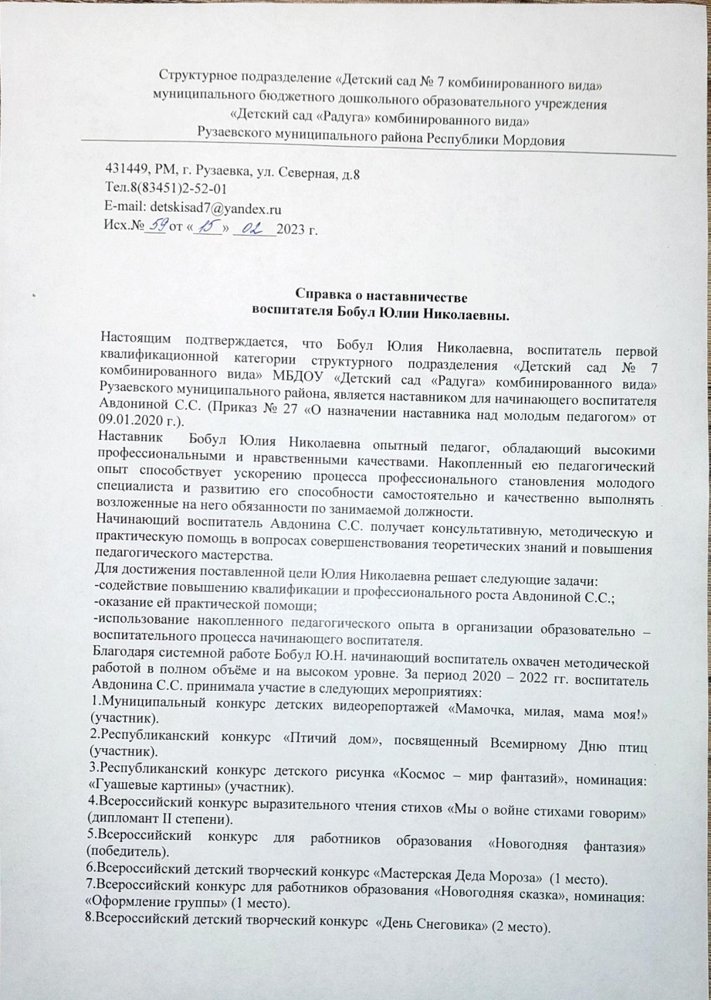 Структурное подразделение «Детский сад № 7 комбинированного вида»
муниципального бюджетного дошкольного образовательного учреждения
«Детский сад «Радуга» комбинированного вида»
Рузаевского муниципального района Республики Мордовия
431449, РМ, г. Рузаевка, ул. Северная, д.8
Тел.8(83451)2-52-01
E-mail: detskisad7@yandex.ru
Исх.№ 59 от « 15 » 02 2023 г.
Справка о наставничестве
воспитателя Бобул Юлии Николаевны.
Настоящим подтверждается, что Бобул Юлия Николаевна, воспитатель первой
квалификационной категории структурного подразделения «Детский сад № 7
комбинированного вида» МБДОУ «Детский сад «Радуга» комбинированного вида»
Рузаевского муниципального района, является наставником для начинающего воспитателя
Авдониной С.С. (Приказ № 27 «О назначении наставника над молодым педагогом» от
09.01.2020 г.).
Наставник Бобул Юлия Николаевна опытный педагог, обладающий высокими
профессиональными и нравственными качествами. Накопленный ею педагогический
опыт способствует ускорению процесса профессионального становления молодого
специалиста и развитию его способности самостоятельно и качественно выполнять
возложенные на него обязанности по занимаемой должности.
Начинающий воспитатель Авдонина С.С. получает консультативную, методическую и
практическую помощь в вопросах совершенствования теоретических знаний и повышения
педагогического мастерства.
Для достижения поставленной цели Юлия Николаевна решает следующие задачи:
-содействие повышению квалификации и профессионального роста Авдониной С.С.;
-оказание ей практической помощи;
-использование накопленного педагогического опыта в организации образовательно –
воспитательного процесса начинающего воспитателя.
Благодаря системной работе Бобул Ю.Н. начинающий воспитатель охвачен методической
работой в полном объёме и на высоком уровне. За период 2020 – 2022 гг. воспитатель
Авдонина С.С. принимала участие в следующих мероприятиях:
1.Муниципальный конкурс детских видеорепортажей «Мамочка, милая, мама моя!»
(участник).
2.Республиканский конкурс «Птичий дом», посвященный Всемирному Дню птиц
(участник).
3.Республиканский конкурс детского рисунка «Космос – мир фантазий», номинация:
«Гуашевые картины» (участник).
4.Всероссийский конкурс выразительного чтения стихов «Мы о войне стихами говорим»
(дипломант II степени).
5.Всероссийский конкурс для работников образования «Новогодняя фантазия»
(победитель).
6.Всероссийский детский творческий конкурс «Мастерская Деда Мороза» (1 место).
7.Всероссийский конкурс для работников образования «Новогодняя сказка», номинация:
«Оформление группы» (1 место).
8.Всероссийский детский творческий конкурс «День Снеговика» (2 место).